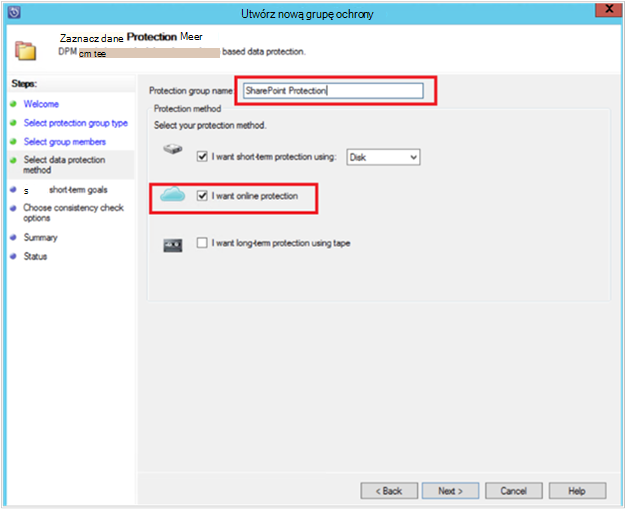 Utwórz nową grupę ochrony
X
Zaznacz dane Protection Meer
DPM cm tee based data protection.
Steps:
Welcome
Select protection group type
Select group members
Select data protection
method
s short-term goals
Choose consistency check
options
Summary
Status
Protection group name: SharePoint Protection
Protection method
Select your protection method.
I want short-term protection using: Disk
I want online protection
I want long-term protection using tape
< Back Next > Cancel Help